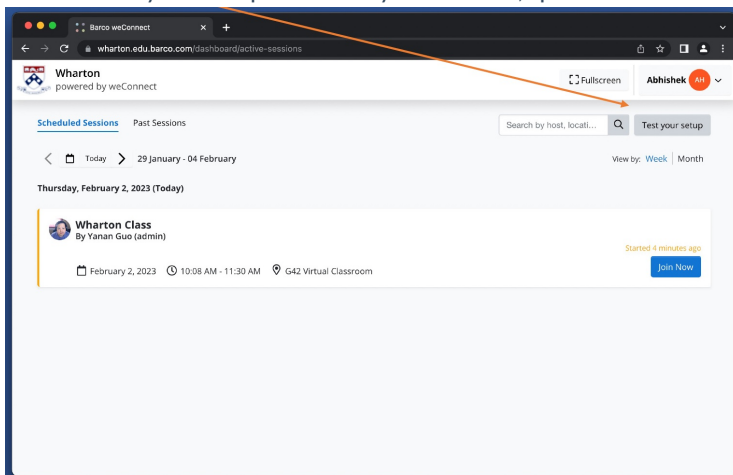 Barco weConnect
wharton.edu.barco.com/dashboard/active-sessions
Wharton
powered by weConnect
Fullscreen
Abhishek AH
Scheduled Sessions Past Sessions
Search by host, locati...
Test your setup
Today 29 January - 04 February
View by: Week Month
Thursday, February 2, 2023 (Today)
Wharton Class
By Yanan Guo (admin)
Started 4 minutes ago
February 2, 2023 10:08 AM - 11:30 AM G42 Virtual Classroom
Join Now